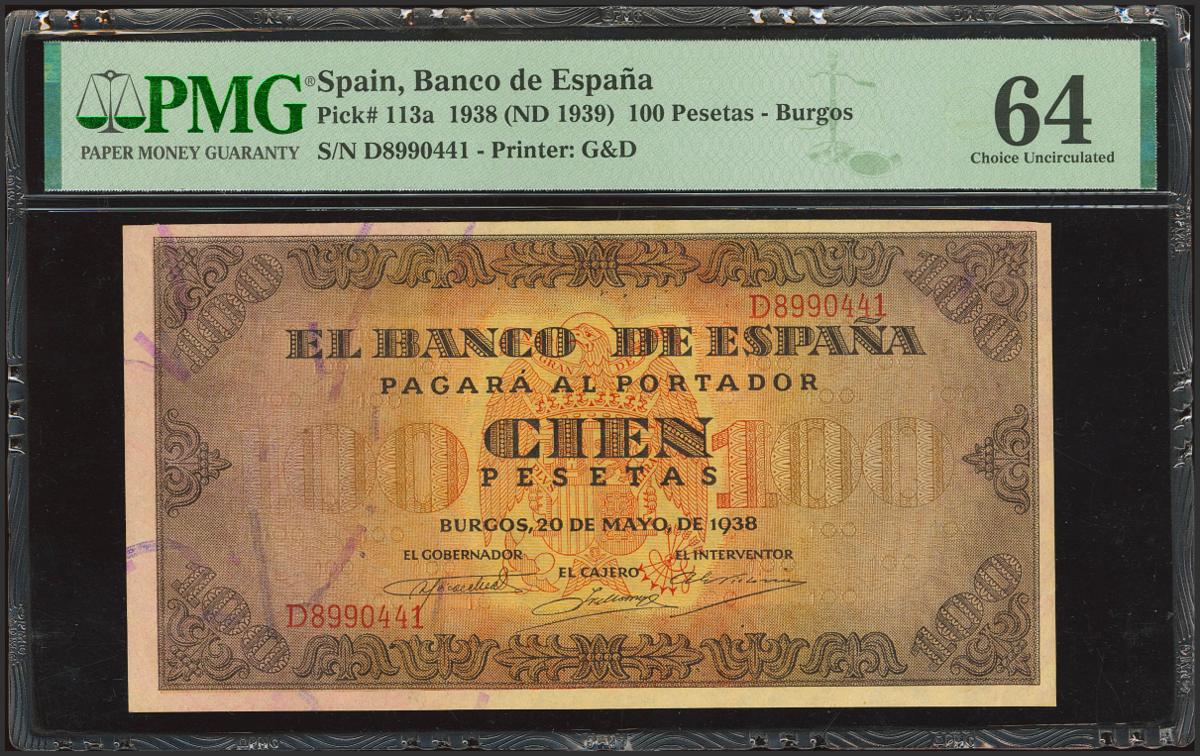 PMG®
PAPER MONEY GUARANTY
Spain, Banco de España
Pick# 113a 1938 (ND 1939) 100 Pesetas - Burgos
S/N D8990441 - Printer: G&D
64
Choice Uncirculated
D8990441
EL BANCO DE ESPAÑA
PAGARÁ AL PORTADOR
CIEN
PESETAS
100 100
BURGOS, 20 DE MAYO, DE 1938
EL GOBERNADOR
EL INTERVENTOR
EL CAJERO
D8990441